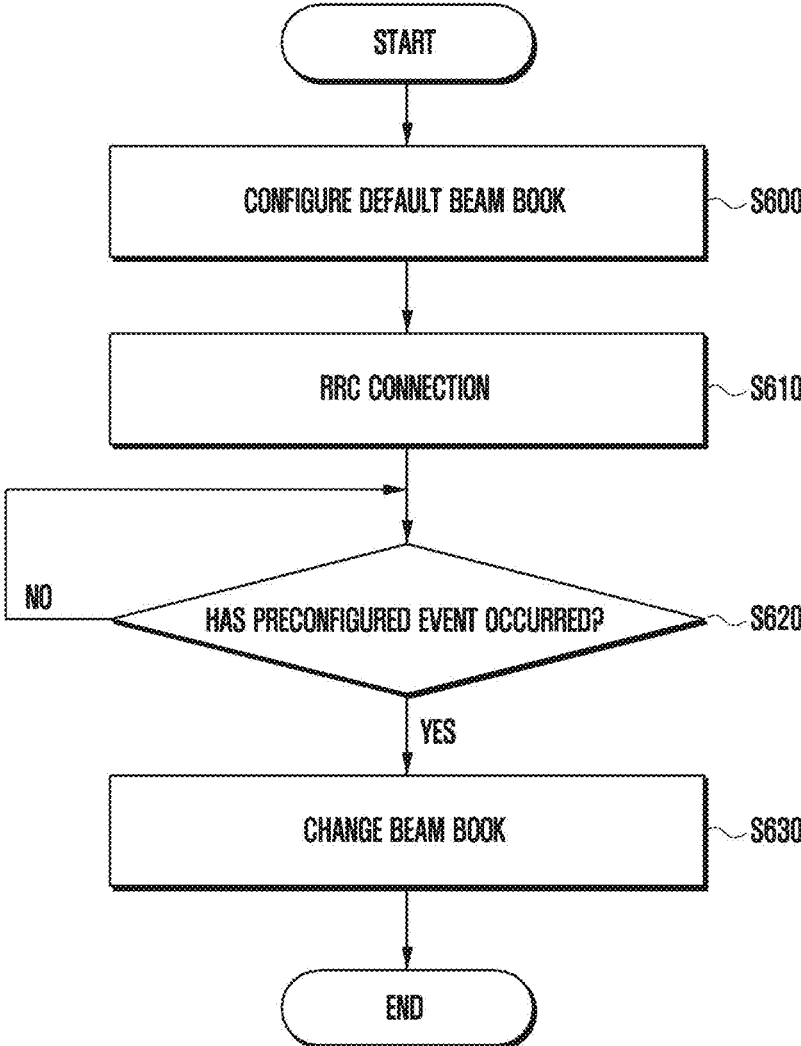 START
CONFIGURE DEFAULT BEAM BOOK
S600
RRC CONNECTION
S610
NO
HAS PRECONFIGURED EVENT OCCURRED?
S620
YES
CHANGE BEAM BOOK
S630
END